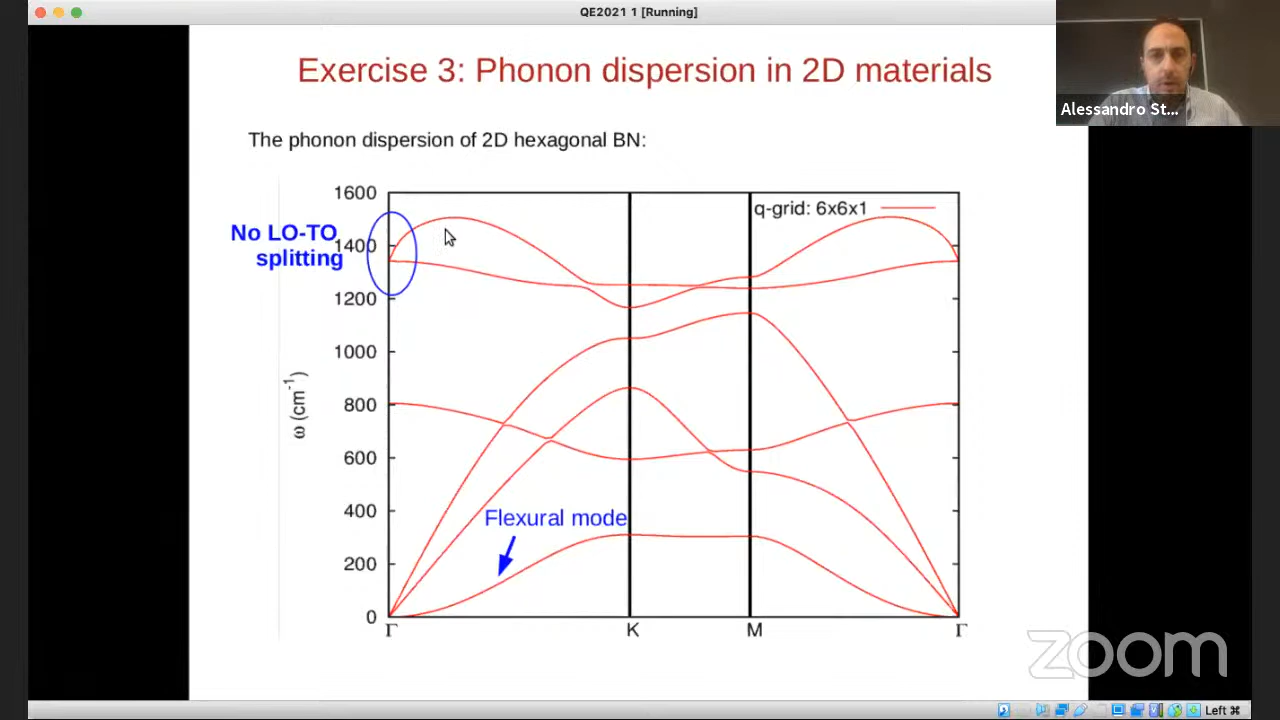 QE2021 1 [Running]
Exercise 3: Phonon dispersion in 2D materials
Alessandro St...
The phonon dispersion of 2D hexagonal BN:
q-grid: 6x6x1
No LO-TO
splitting
1600
1400
1200
1000
800
600
400
200
0
ω (cm-1)
Flexural mode
Γ K M Γ
zoom
Left ⌘